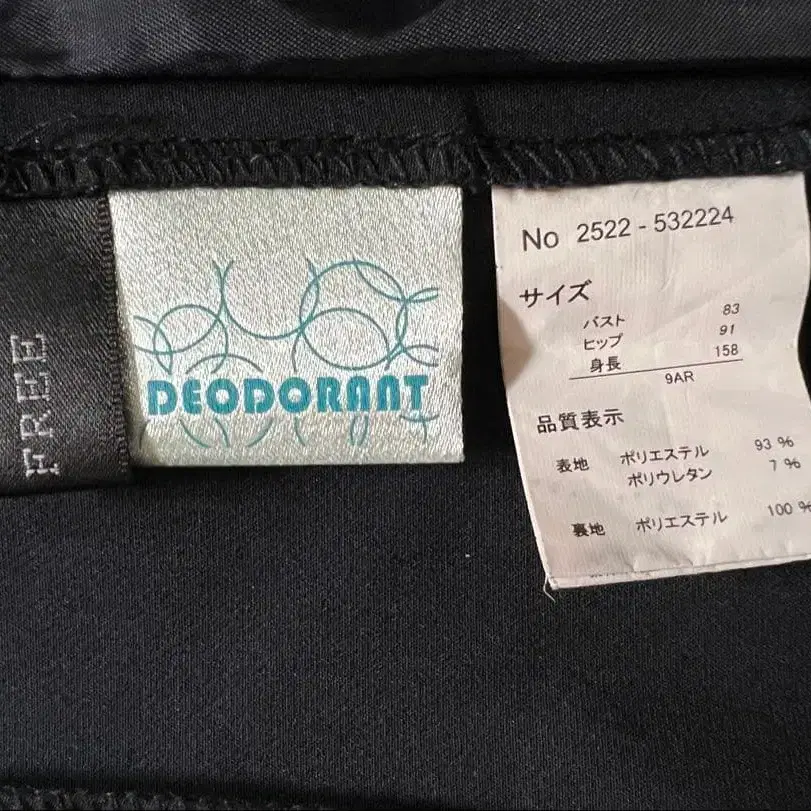 FREE
DEODORANT
No 2522-532224
サイズ
バスト 83
ヒップ 91
身長 158
9AR
品質表示
表地 ポリエステル 93%
ポリウレタン 7%
裏地 ポリエステル 100%